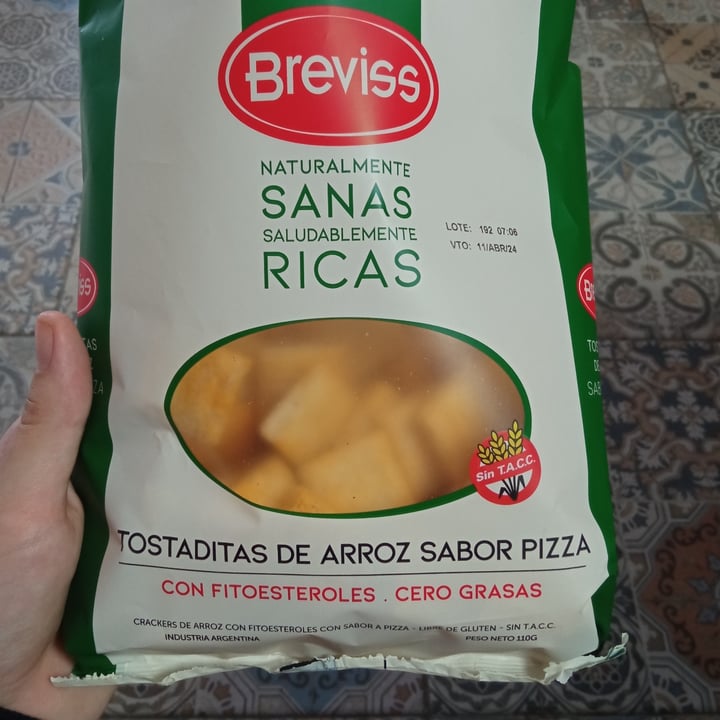 Breviss
NATURALMENTE
SANAS
SALUDABLEMENTE
RICAS
LOTE: 192 07:06
VTO: 11/ABR/24
Sin T.A.C.C.
TOSTADITAS DE ARROZ SABOR PIZZA
CON FITOESTEROLES . CERO GRASAS
CRACKERS DE ARROZ CON FITOESTEROLES CON SABOR A PIZZA - LIBRE DE GLUTEN - SIN T.A.C.C.
INDUSTRIA ARGENTINA
PESO NETO 110G